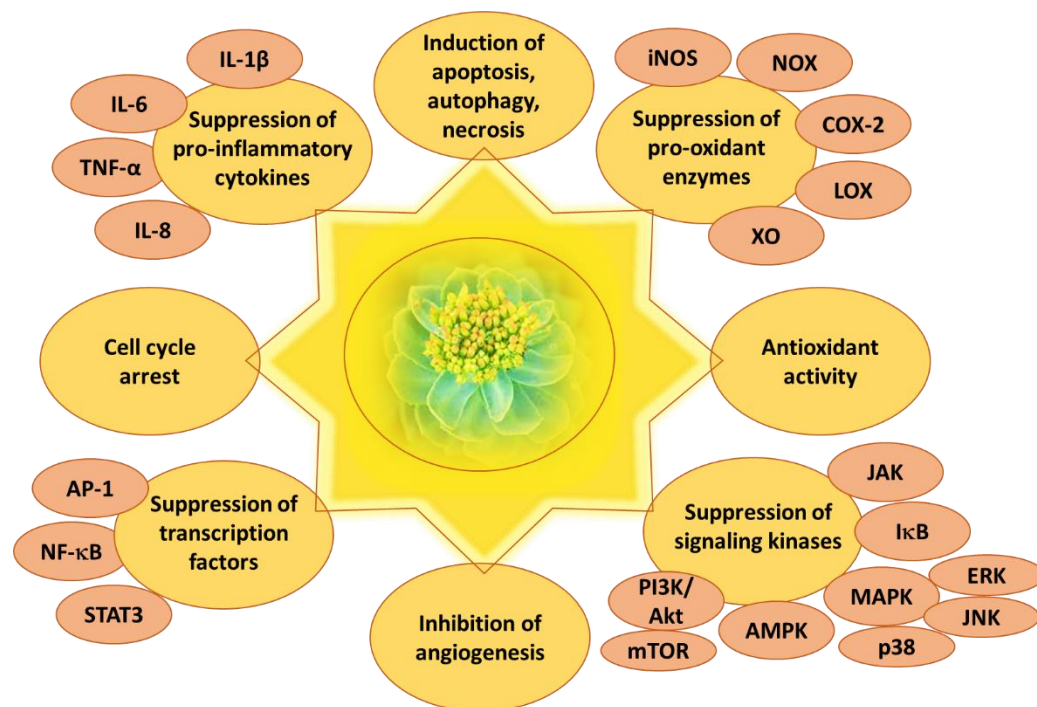 Induction of
apoptosis,
autophagy,
necrosis
IL-1β
IL-6
TNF-α
IL-8
Suppression of
pro-inflammatory
cytokines
iNOS
NOX
COX-2
LOX
XO
Suppression of
pro-oxidant
enzymes
Cell cycle
arrest
Antioxidant
activity
AP-1
NF-κB
STAT3
Suppression of
transcription
factors
Inhibition of
angiogenesis
Suppression of
signaling kinases
JAK
IκB
ERK
MAPK
JNK
p38
AMPK
PI3K/
Akt
mTOR